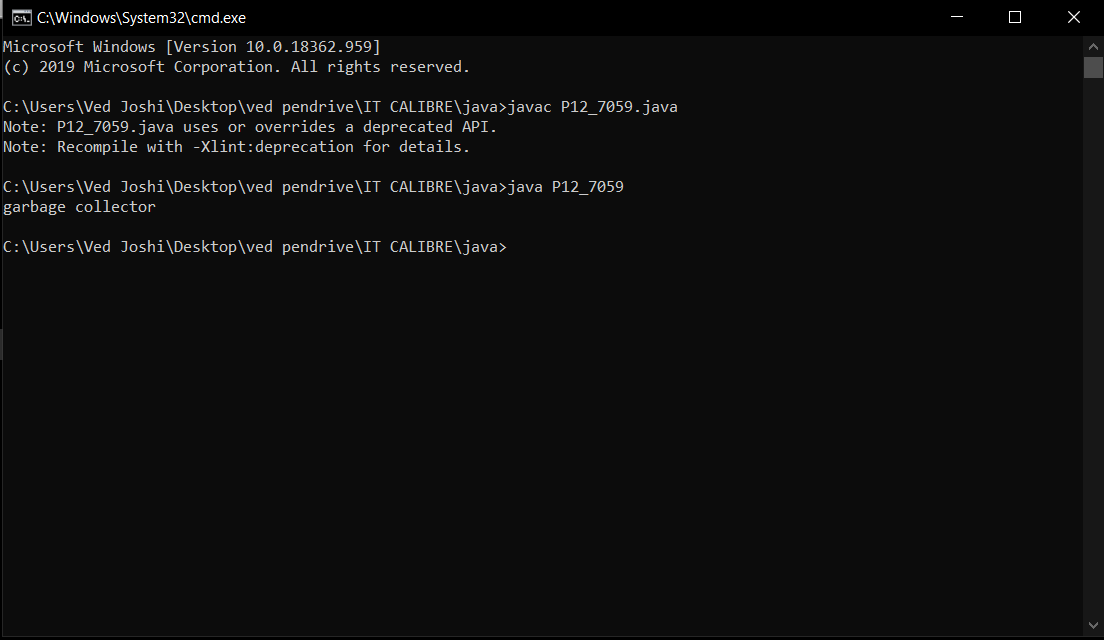 C:\Windows\System32\cmd.exe
Microsoft Windows [Version 10.0.18362.959]
(c) 2019 Microsoft Corporation. All rights reserved.
C:\Users\Ved Joshi\Desktop\ved pendrive\IT CALIBRE\java>javac P12_7059.java
Note: P12_7059.java uses or overrides a deprecated API.
Note: Recompile with -Xlint:deprecation for details.
C:\Users\Ved Joshi\Desktop\ved pendrive\IT CALIBRE\java>java P12_7059
garbage collector
C:\Users\Ved Joshi\Desktop\ved pendrive\IT CALIBRE\java>